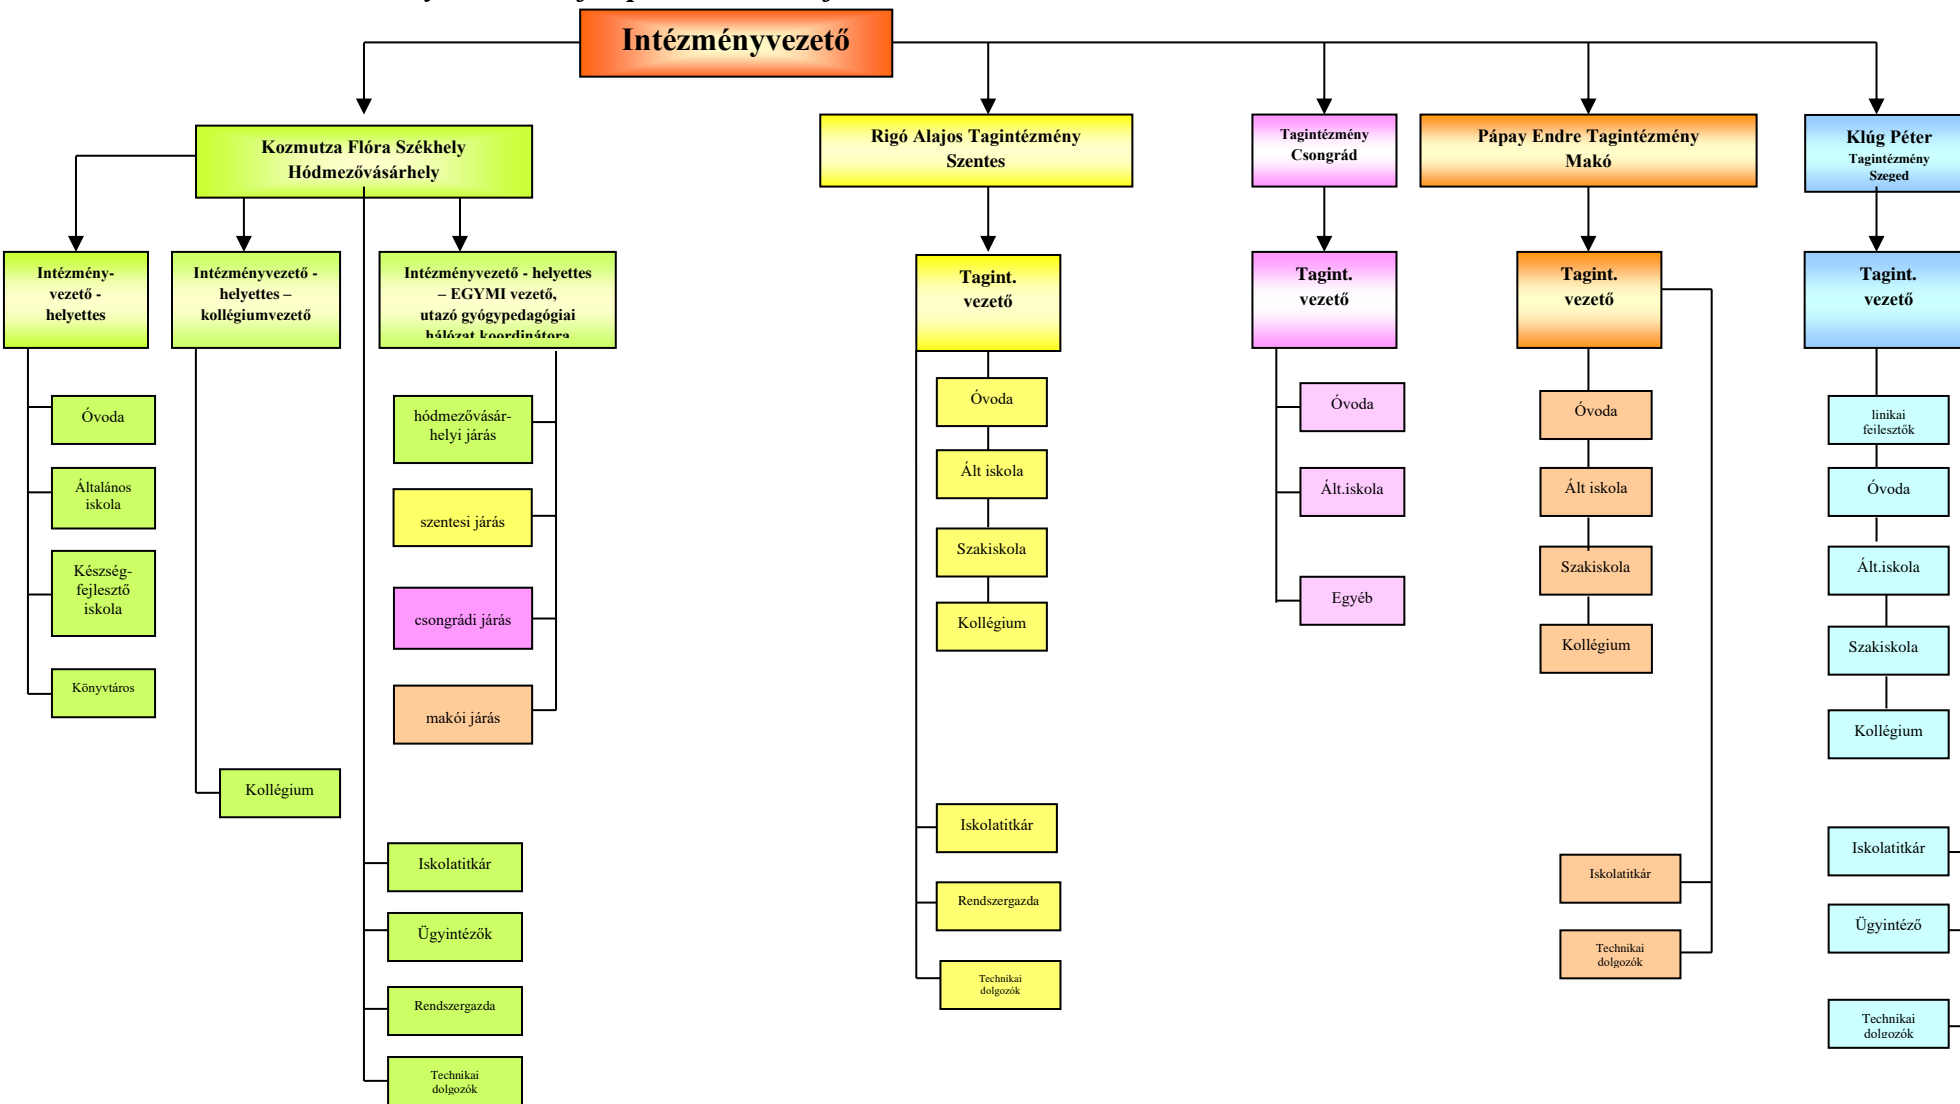 Intézményvezető
Kozmutza Flóra Székhely
Hódmezővásárhely
Rigó Alajos Tagintézmény
Szentes
Tagintézmény
Csongrád
Pápay Endre Tagintézmény
Makó
Klúg Péter
Tagintézmény
Szeged
Intézmény-
vezető -
helyettes
Intézményvezető -
helyettes –
kollégiumvezető
Intézményvezető - helyettes
– EGYMI vezető,
utazó gyógypedagógiai
hálózat koordinátora
Tagint.
vezető
Tagint.
vezető
Tagint.
vezető
Tagint.
vezető
Óvoda
Általános
iskola
Készség-
fejlesztő
iskola
Könyvtáros
Kollégium
hódmezővásár-
helyi járás
szentesi járás
csongrádi járás
makói járás
Iskolatitkár
Ügyintézők
Rendszergazda
Technikai
dolgozók
Óvoda
Ált iskola
Szakiskola
Kollégium
Iskolatitkár
Rendszergazda
Technikai
dolgozók
Óvoda
Ált.iskola
Egyéb
Óvoda
Ált iskola
Szakiskola
Kollégium
Iskolatitkár
Technikai
dolgozók
linikai
fejlesztők
Óvoda
Ált.iskola
Szakiskola
Kollégium
Iskolatitkár
Ügyintéző
Technikai
dolgozók